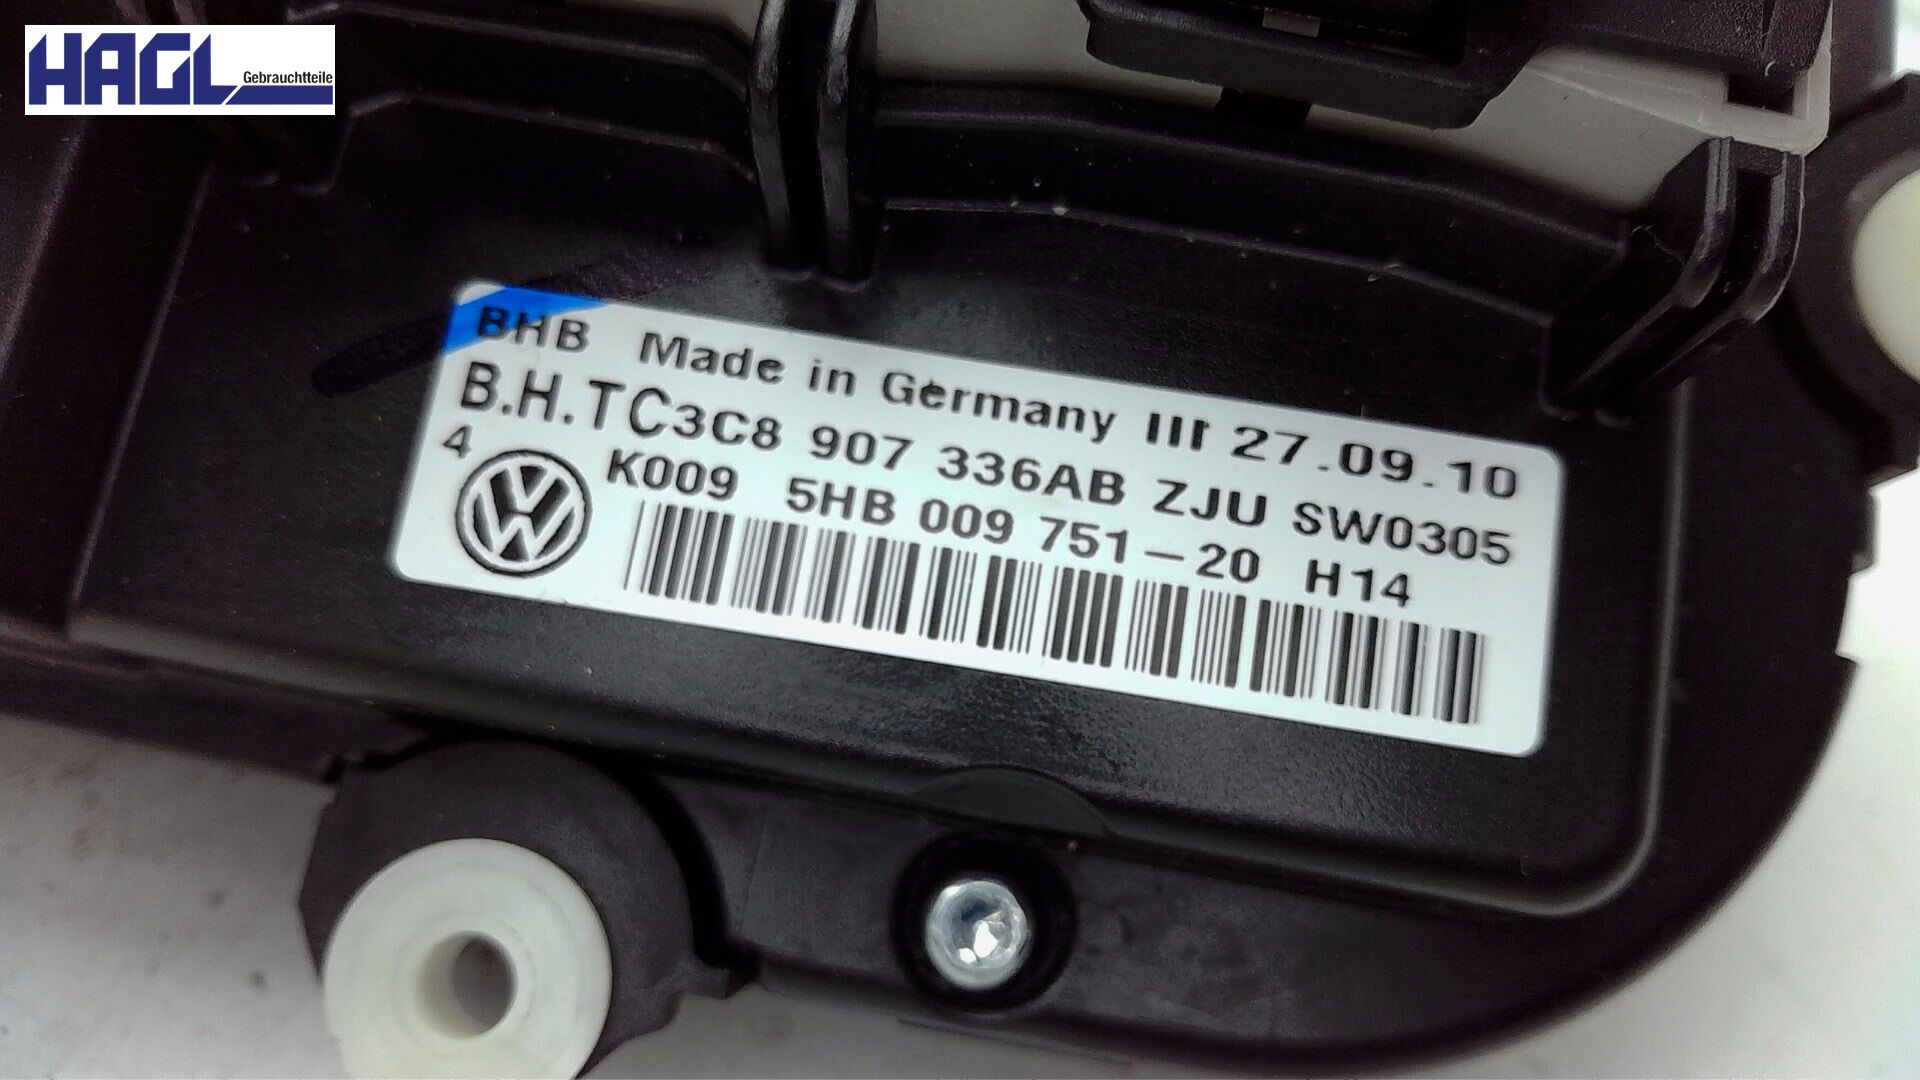 HAGL Gebrauchtteile
BHB Made in Germany III 27.09.10
B.H.TC3C8 907 336AB ZJU SW0305
4 K009 5HB 009 751-20 H14